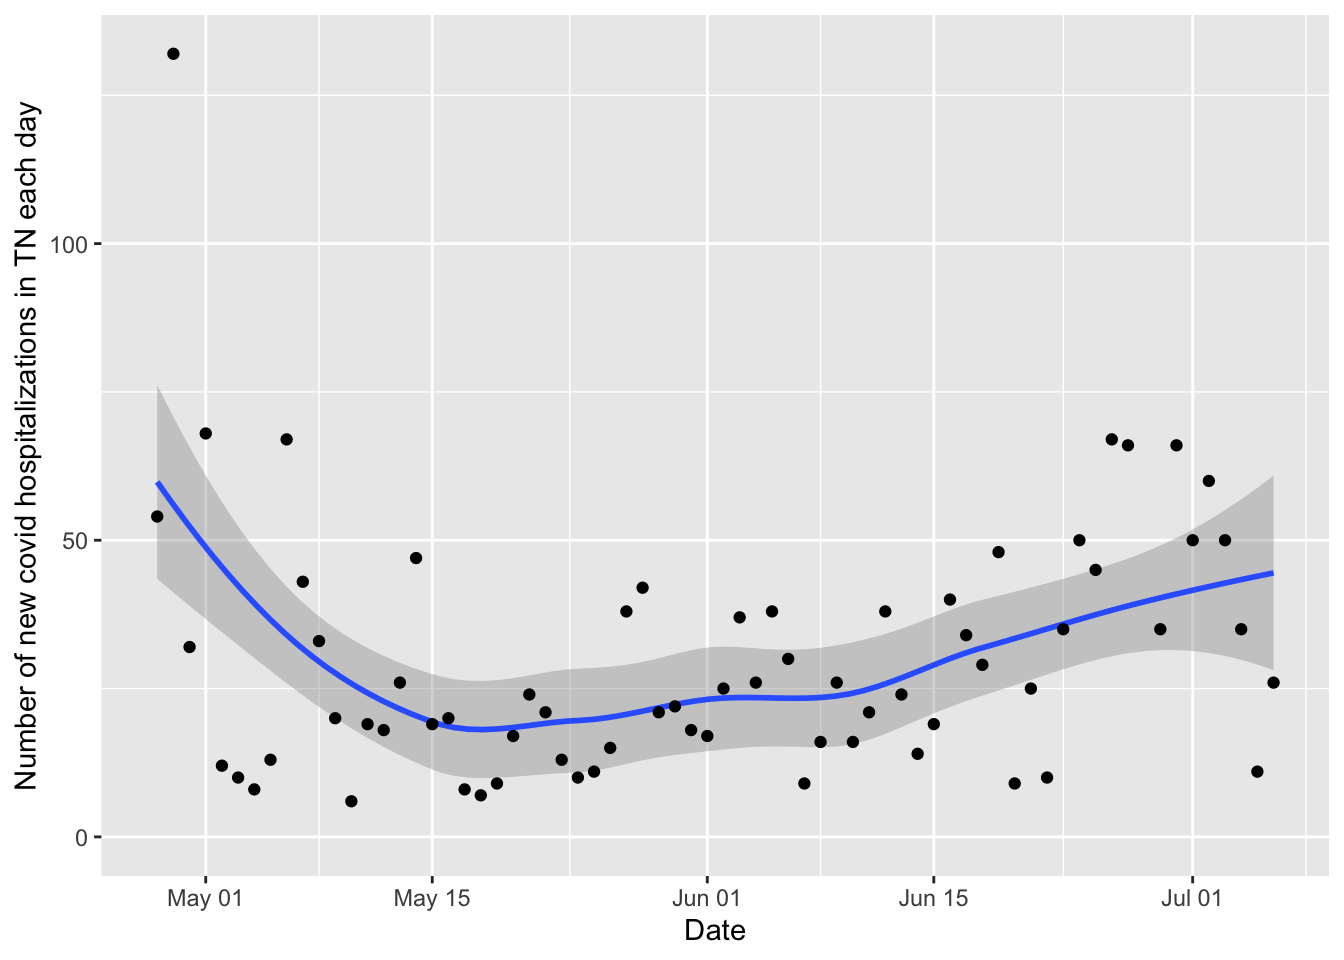 Number of new covid hospitalizations in TN each day
100
50
0
May 01
May 15
Jun 01
Jun 15
Jul 01
Date